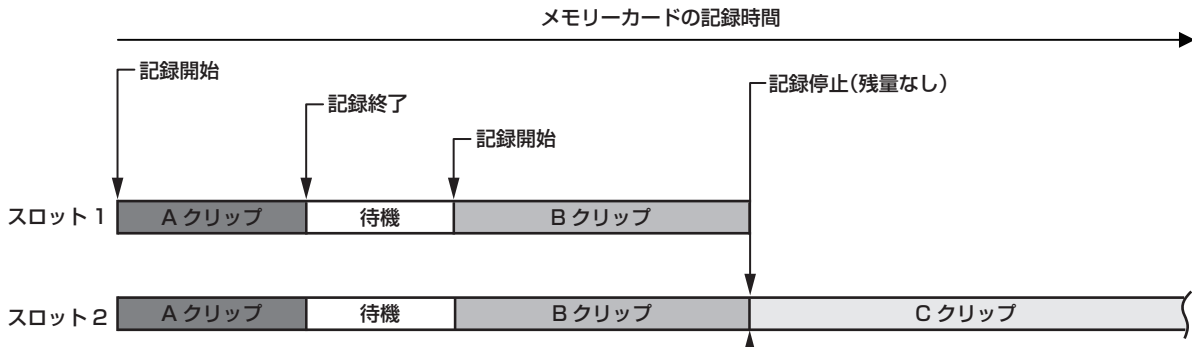 メモリーカードの記録時間
記録開始
記録停止(残量なし)
記録終了
記録開始
スロット 1 A クリップ 待機 B クリップ
スロット 2 A クリップ 待機 B クリップ C クリップ